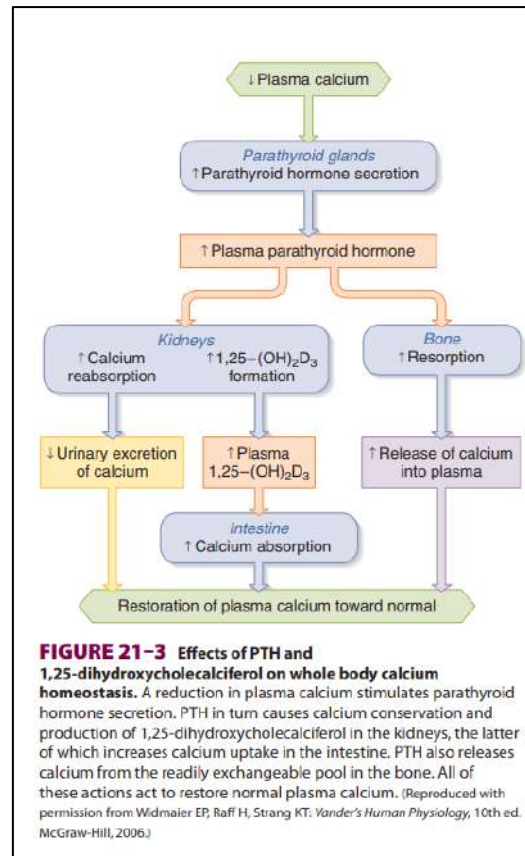 ↓Plasma calcium
Parathyroid glands
↑Parathyroid hormone secretion
↑Plasma parathyroid hormone
Kidneys
↑Calcium
reabsorption
↑1,25–(OH)₂D₃
formation
Bone
↑Resorption
↓Urinary excretion
of calcium
↑Plasma
1,25–(OH)₂D₃
↑Release of calcium
into plasma
Intestine
↑ Calcium absorption
Restoration of plasma calcium toward normal
FIGURE 21–3 Effects of PTH and
1,25-dihydroxycholecalciferol on whole body calcium
homeostasis. A reduction in plasma calcium stimulates parathyroid
hormone secretion. PTH in turn causes calcium conservation and
production of 1,25-dihydroxycholecalciferol in the kidneys, the latter
of which increases calcium uptake in the intestine. PTH also releases
calcium from the readily exchangeable pool in the bone. All of
these actions act to restore normal plasma calcium. (Reproduced with
permission from Widmaier EP, Raff H, Strang KT: Vander's Human Physiology, 10th ed.
McGraw-Hill, 2006.)